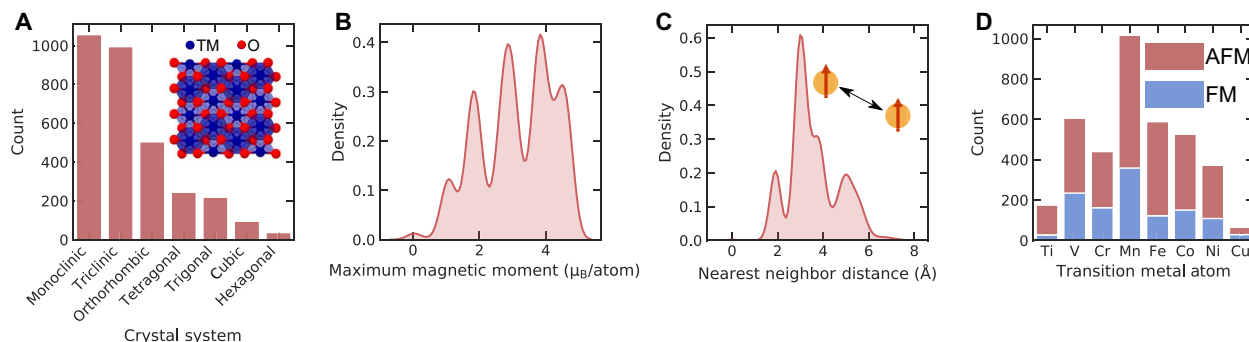 A
1000
800
600
400
200
0
Count
TM
O
Monoclinic
Triclinic
Orthorhombic
Tetragonal
Trigonal
Cubic
Hexagonal
Crystal system
B
0.4
0.3
0.2
0.1
0.0
Density
0
2
4
Maximum magnetic moment (μB/atom)
C
0.6
0.5
0.4
0.3
0.2
0.1
0.0
Density
0
2
4
6
8
Nearest neighbor distance (Å)
D
1000
800
600
400
200
0
Count
AFM
FM
Ti V Cr Mn Fe Co Ni Cu
Transition metal atom